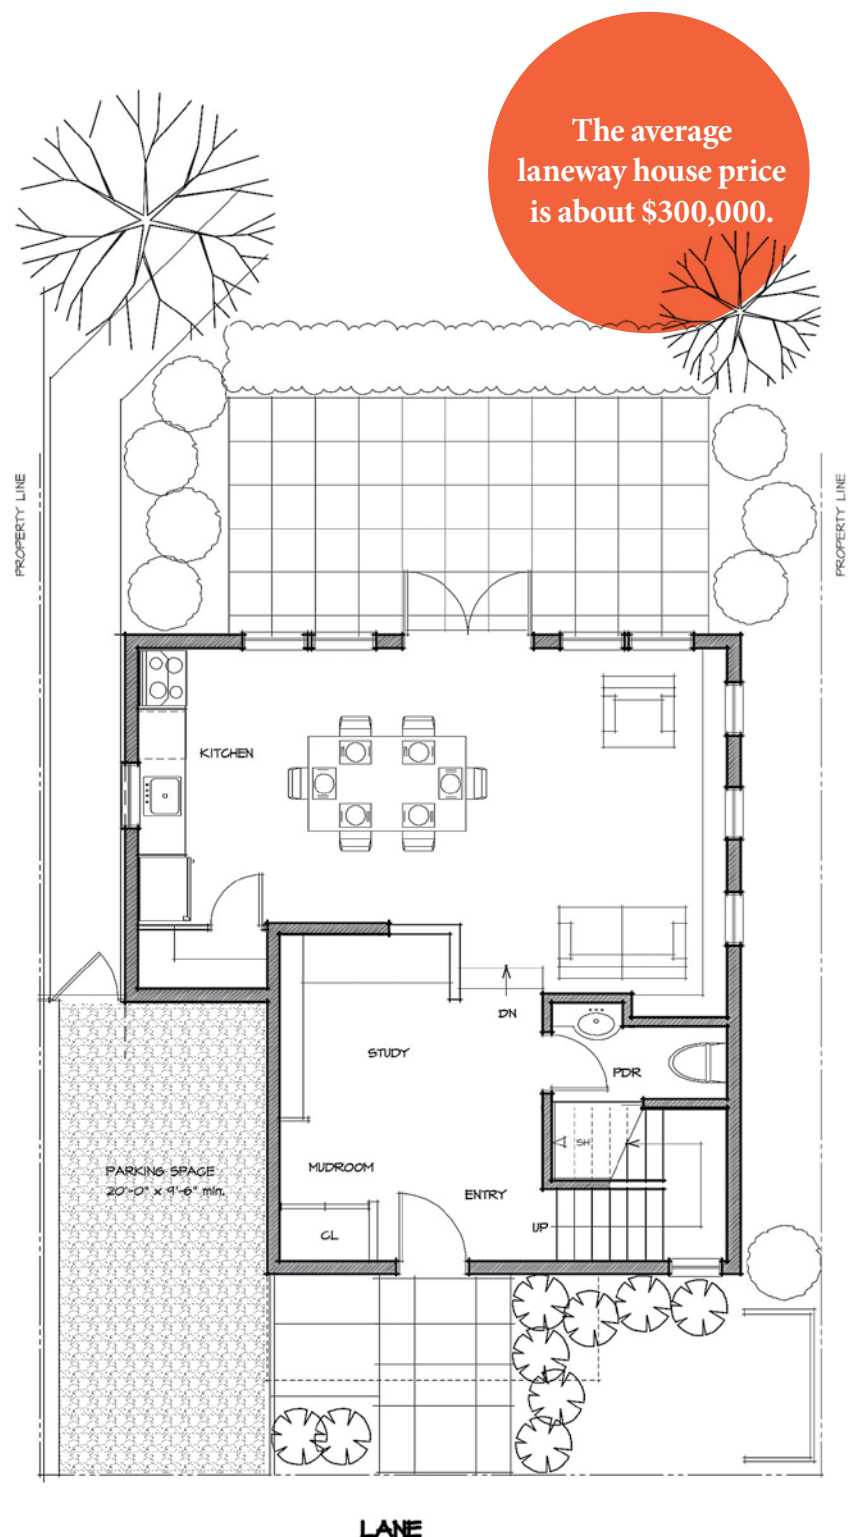 The average
laneway house price
is about $300,000.
PROPERTY LINE
PROPERTY LINE
KITCHEN
DN
STUDY
PDR
SH
PARKING SPACE
20'-0" x 9'-6" min.
MUDROOM
ENTRY
UP
CL
LANE